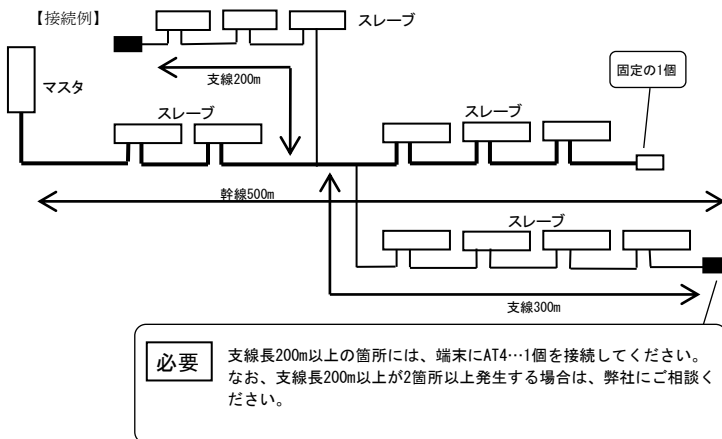 【接続例】
スレーブ
支線200m
固定の1個
マスタ
スレーブ
スレーブ
幹線500m
スレーブ
支線300m
必要
支線長200m以上の箇所には、端末にAT4…1個を接続してください。
なお、支線長200m以上が2箇所以上発生する場合は、弊社にご相談く
ださい。